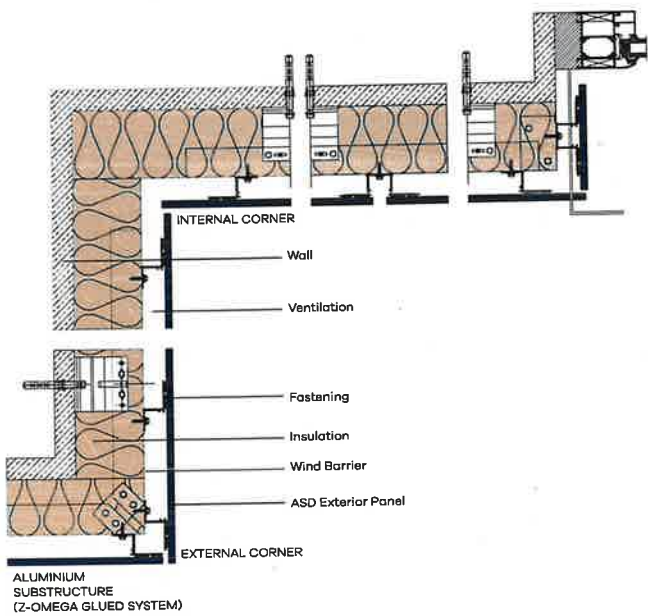 INTERNAL CORNER
Wall
Ventilation
Fastening
Insulation
Wind Barrier
ASD Exterior Panel
EXTERNAL CORNER
ALUMINIUM
SUBSTRUCTURE
(Z-OMEGA GLUED SYSTEM)